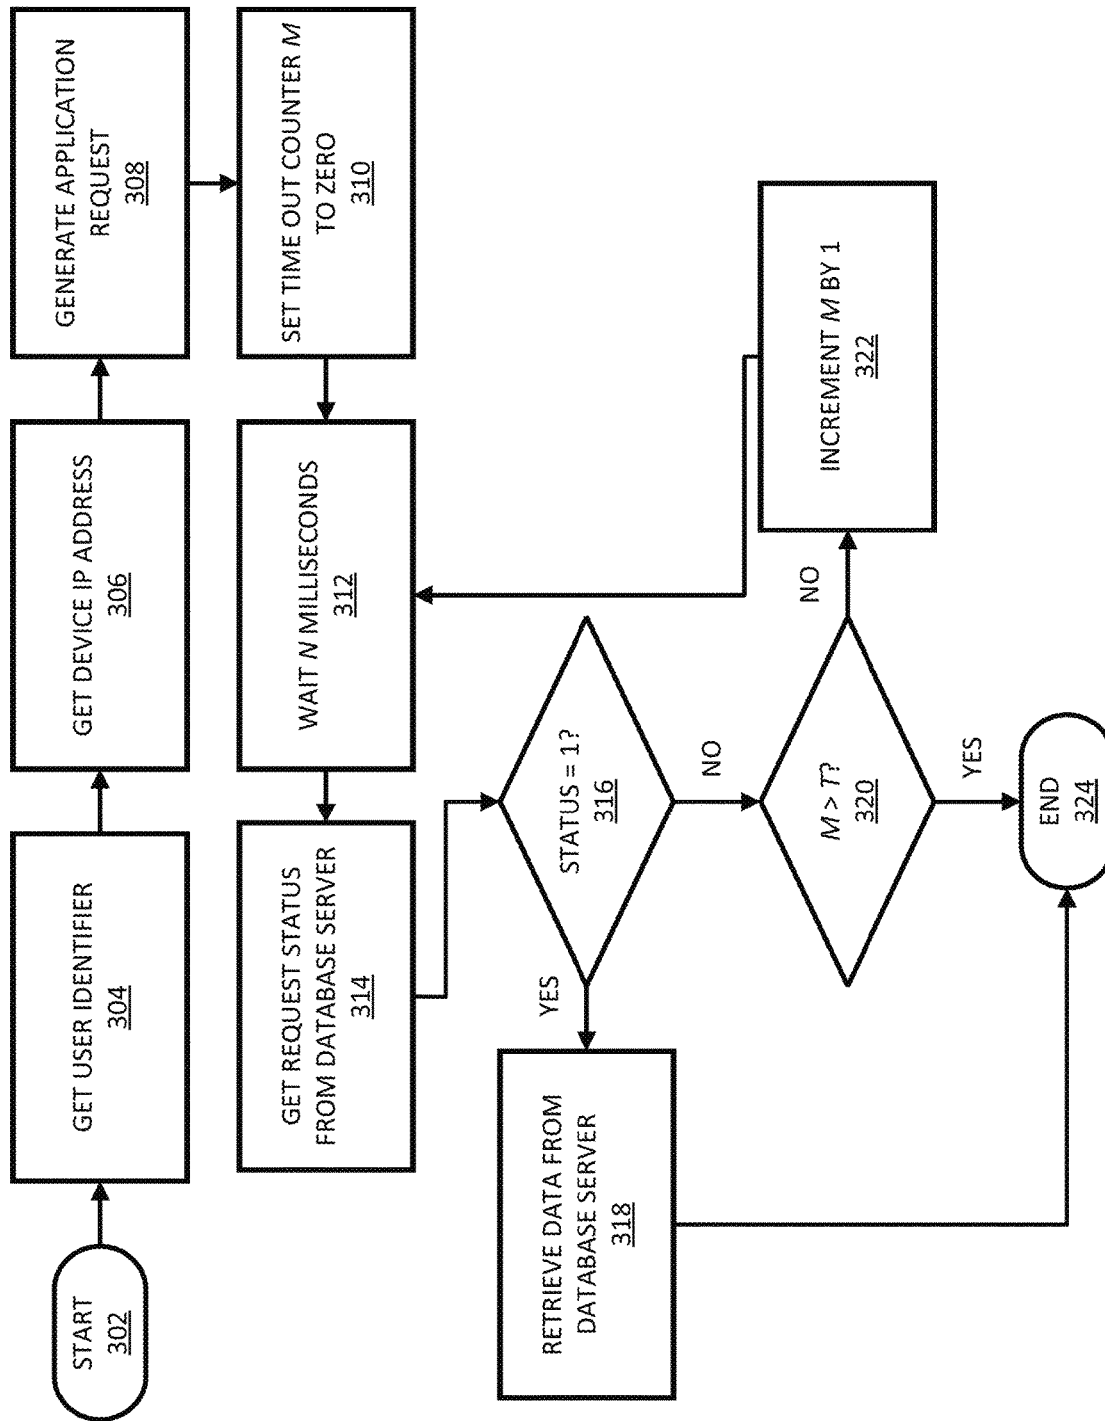 START
302
GET USER IDENTIFIER
304
GET DEVICE IP ADDRESS
306
GENERATE APPLICATION
REQUEST
308
SET TIME OUT COUNTER M
TO ZERO
310
WAIT N MILLISECONDS
312
GET REQUEST STATUS
FROM DATABASE SERVER
314
STATUS = 1?
316
YES
NO
RETRIEVE DATA FROM
DATABASE SERVER
318
M > T?
320
NO
YES
INCREMENT M BY 1
322
END
324